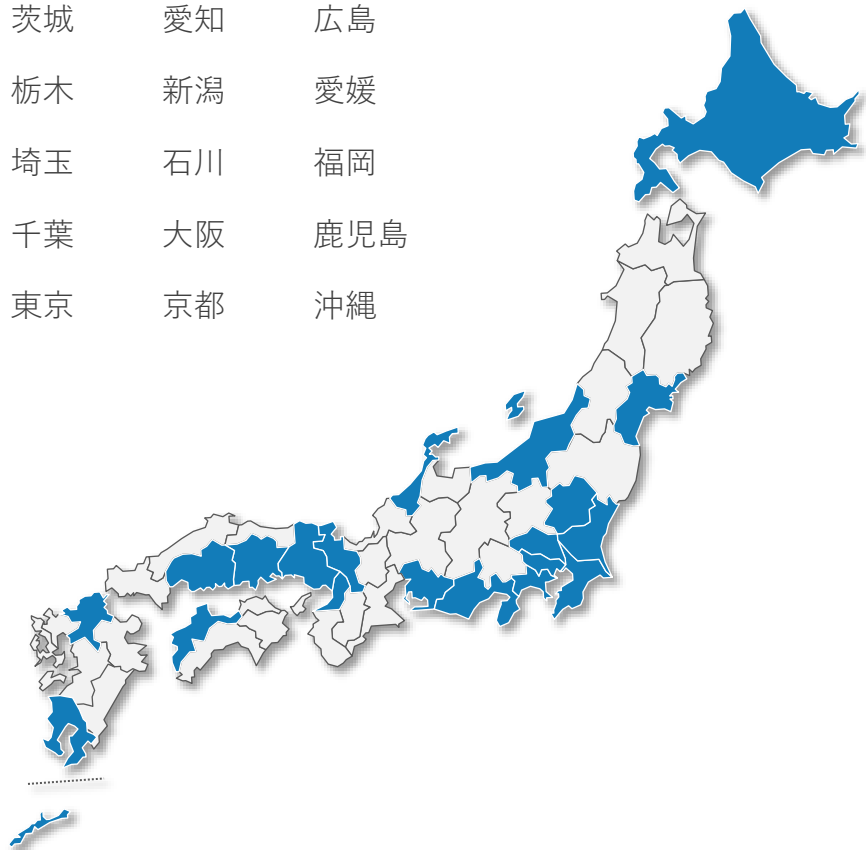 茨城 愛知 広島
栃木 新潟 愛媛
埼玉 石川 福岡
千葉 大阪 鹿児島
東京 京都 沖縄